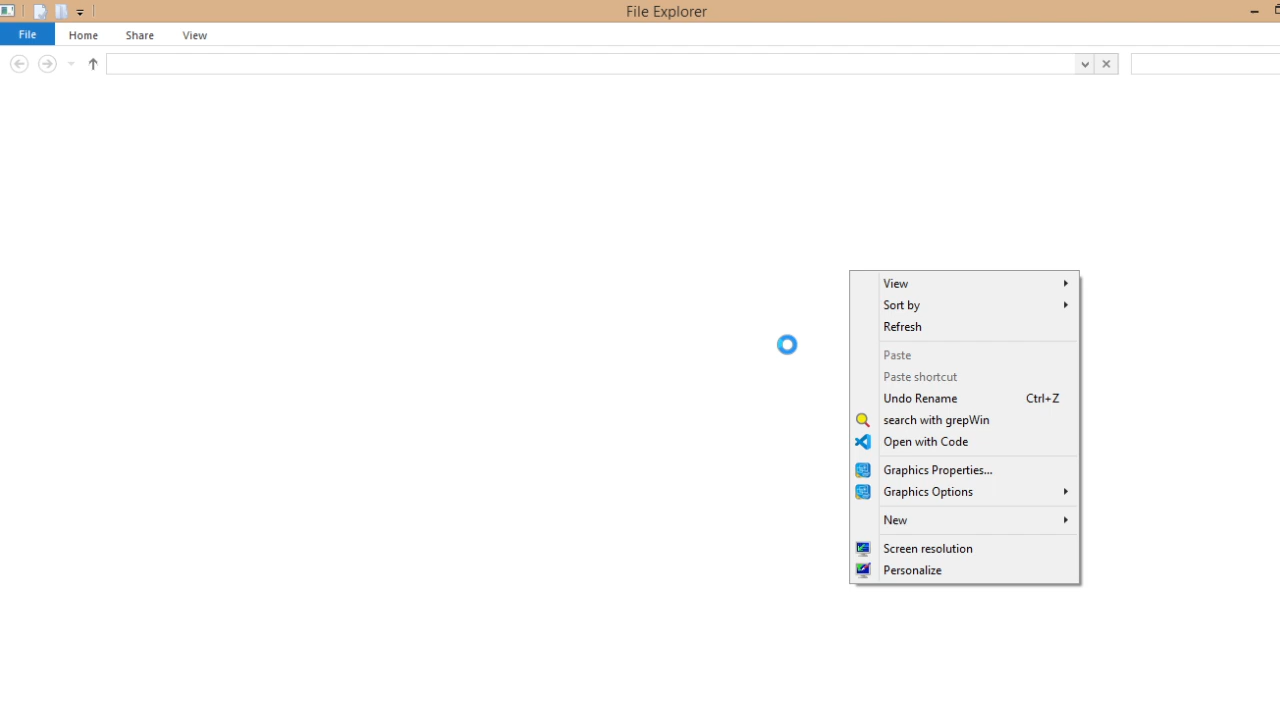 File Explorer
File Home Share View
View
Sort by
Refresh
Paste
Paste shortcut
Undo Rename Ctrl+Z
search with grepWin
Open with Code
Graphics Properties...
Graphics Options
New
Screen resolution
Personalize